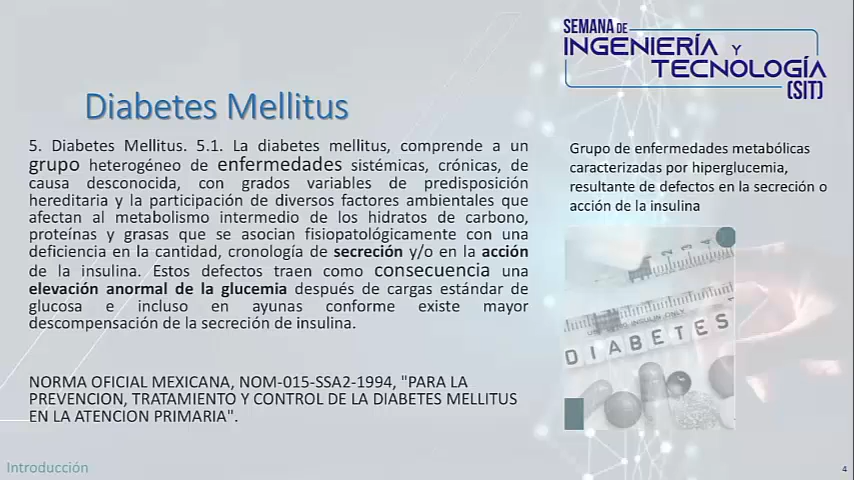 SEMANA DE
INGENIERÍA Y
TECNOLOGÍA
(SIT)
Diabetes Mellitus
5. Diabetes Mellitus. 5.1. La diabetes mellitus, comprende a un
grupo heterogéneo de enfermedades sistémicas, crónicas, de
causa desconocida, con grados variables de predisposición
hereditaria y la participación de diversos factores ambientales que
afectan al metabolismo intermedio de los hidratos de carbono,
proteínas y grasas que se asocian fisiopatológicamente con una
deficiencia en la cantidad, cronología de secreción y/o en la acción
de la insulina. Estos defectos traen como consecuencia una
elevación anormal de la glucemia después de cargas estándar de
glucosa e incluso en ayunas conforme existe mayor
descompensación de la secreción de insulina.
NORMA OFICIAL MEXICANA, NOM-015-SSA2-1994, "PARA LA
PREVENCION, TRATAMIENTO Y CONTROL DE LA DIABETES MELLITUS
EN LA ATENCION PRIMARIA".
Grupo de enfermedades metabólicas
caracterizadas por hiperglucemia,
resultante de defectos en la secreción o
acción de la insulina
INSULIN ONLY
DIABETES
Introducción
4